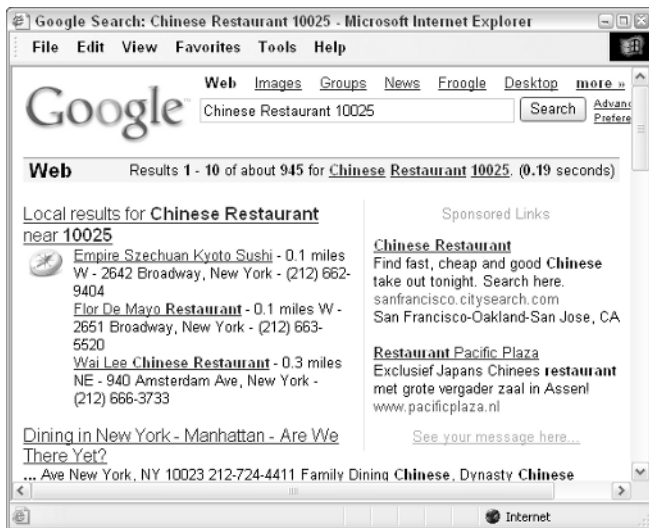 Google Search: Chinese Restaurant 10025 - Microsoft Internet Explorer
File Edit View Favorites Tools Help
Web Images Groups News Froogle Desktop more »
Google™
Chinese Restaurant 10025 Search
Web Results 1 - 10 of about 945 for Chinese Restaurant 10025. (0.19 seconds)
Local results for Chinese Restaurant
near 10025
Empire Szechuan Kyoto Sushi - 0.1 miles
W - 2642 Broadway, New York - (212) 662-
9404
Flor De Mayo Restaurant - 0.1 miles W -
2651 Broadway, New York - (212) 663-
5520
Wai Lee Chinese Restaurant - 0.3 miles
NE - 940 Amsterdam Ave, New York -
(212) 666-3733
Dining in New York - Manhattan - Are We
There Yet?
... Ave New York, NY 10023 212-724-4411 Family Dining Chinese, Dynasty Chinese
Sponsored Links
Chinese Restaurant
Find fast, cheap and good Chinese
take out tonight. Search here.
sanfrancisco.citysearch.com
San Francisco-Oakland-San Jose, CA
Restaurant Pacific Plaza
Exclusief Japans Chinees restaurant
met grote vergader zaal in Assen!
www.pacificplaza.nl
See your message here...
Internet